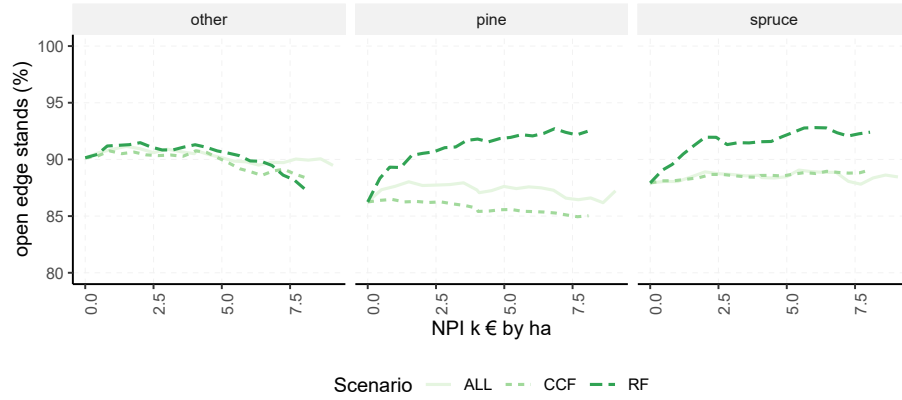 other pine spruce
open edge stands (%)
100
95
90
85
80
0.0 2.5 5.0 7.5 0.0 2.5 5.0 7.5 0.0 2.5 5.0 7.5
NPI k € by ha
Scenario ALL CCF RF